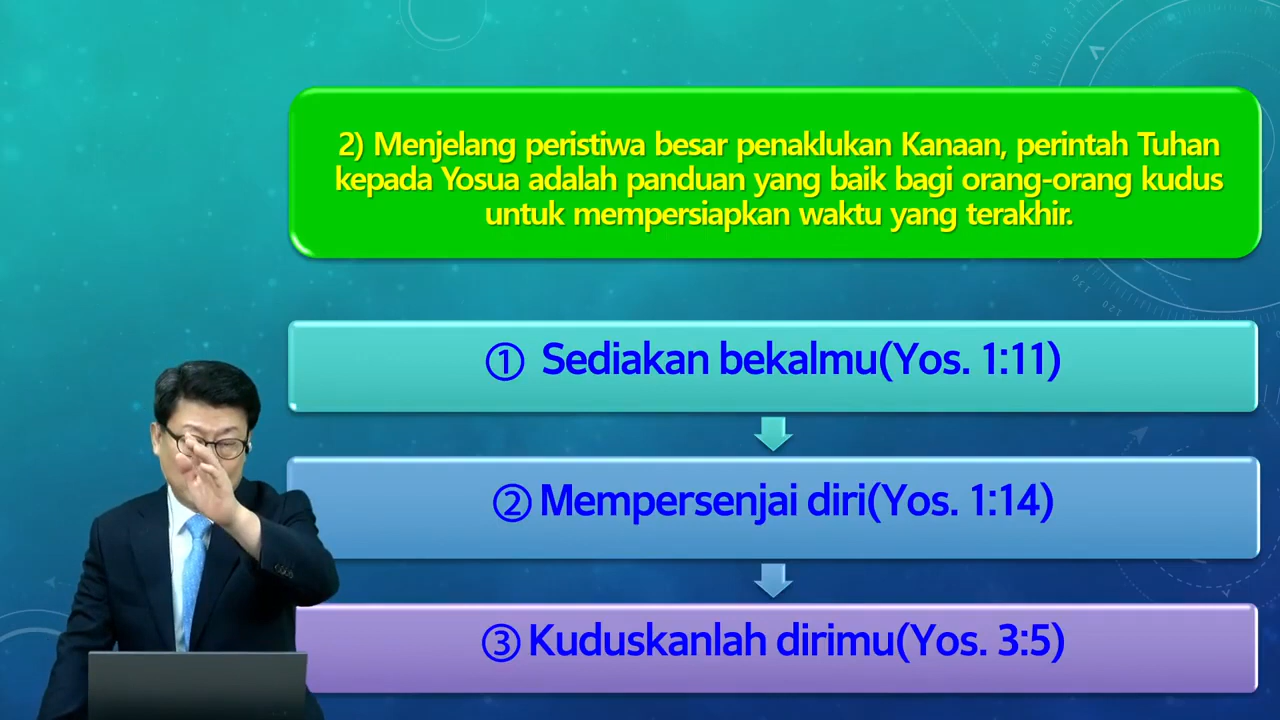 2) Menjelang peristiwa besar penaklukan Kanaan, perintah Tuhan
kepada Yosua adalah panduan yang baik bagi orang-orang kudus
untuk mempersiapkan waktu yang terakhir.
① Sediakan bekalmu(Yos. 1:11)
② Mempersenjai diri(Yos. 1:14)
③ Kuduskanlah dirimu(Yos. 3:5)